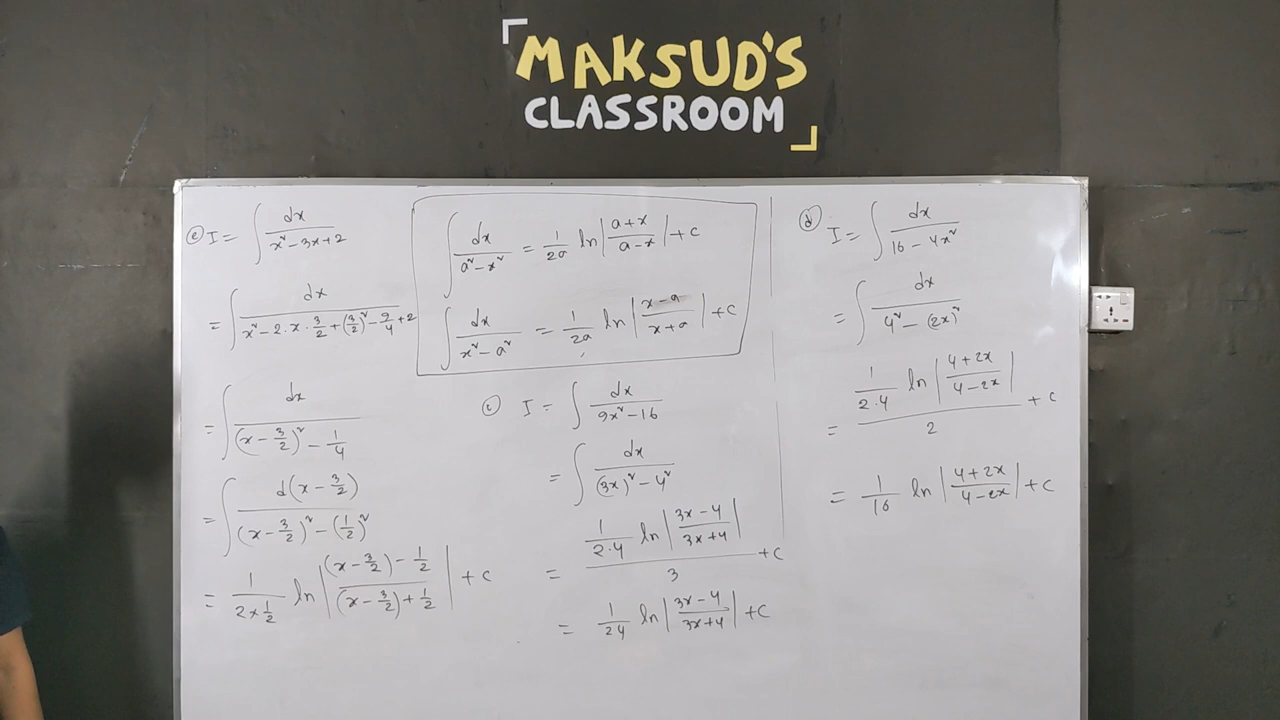 MAKSUD'S
CLASSROOM
ⓔ I = ∫ dx / (x² - 3x + 2)
= ∫ dx / (x² - 2·x·3/2 + (3/2)² - 9/4 + 2)
= ∫ dx / ((x - 3/2)² - 1/4)
= ∫ d(x - 3/2) / ((x - 3/2)² - (1/2)²)
= 1/(2×1/2) ln |((x - 3/2) - 1/2) / ((x - 3/2) + 1/2)| + c
∫ dx / (a² - x²) = 1/2a ln |(a+x)/(a-x)| + c
∫ dx / (x² - a²) = 1/2a ln |(x-a)/(x+a)| + c
ⓒ I = ∫ dx / (9x² - 16)
= ∫ dx / ((3x)² - 4²)
= (1/(2·4) ln |(3x-4)/(3x+4)|) / 3 + c
= 1/24 ln |(3x-4)/(3x+4)| + c
ⓓ I = ∫ dx / (16 - 4x²)
= ∫ dx / (4² - (2x)²)
= (1/(2·4) ln |(4+2x)/(4-2x)|) / 2 + c
= 1/16 ln |(4+2x)/(4-2x)| + c